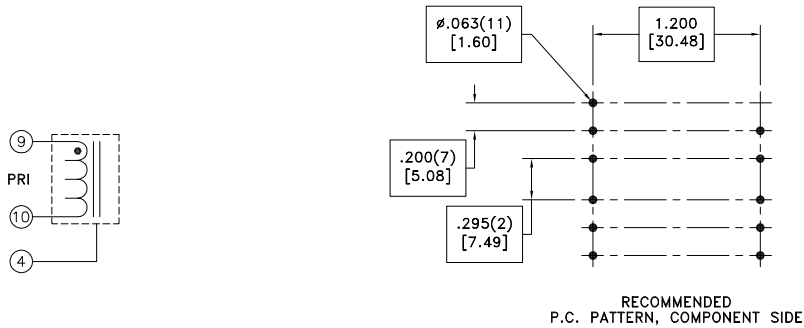 ø.063(11)
[1.60]
1.200
[30.48]
9
PRI
10
4
.200(7)
[5.08]
.295(2)
[7.49]
RECOMMENDED
P.C. PATTERN, COMPONENT SIDE